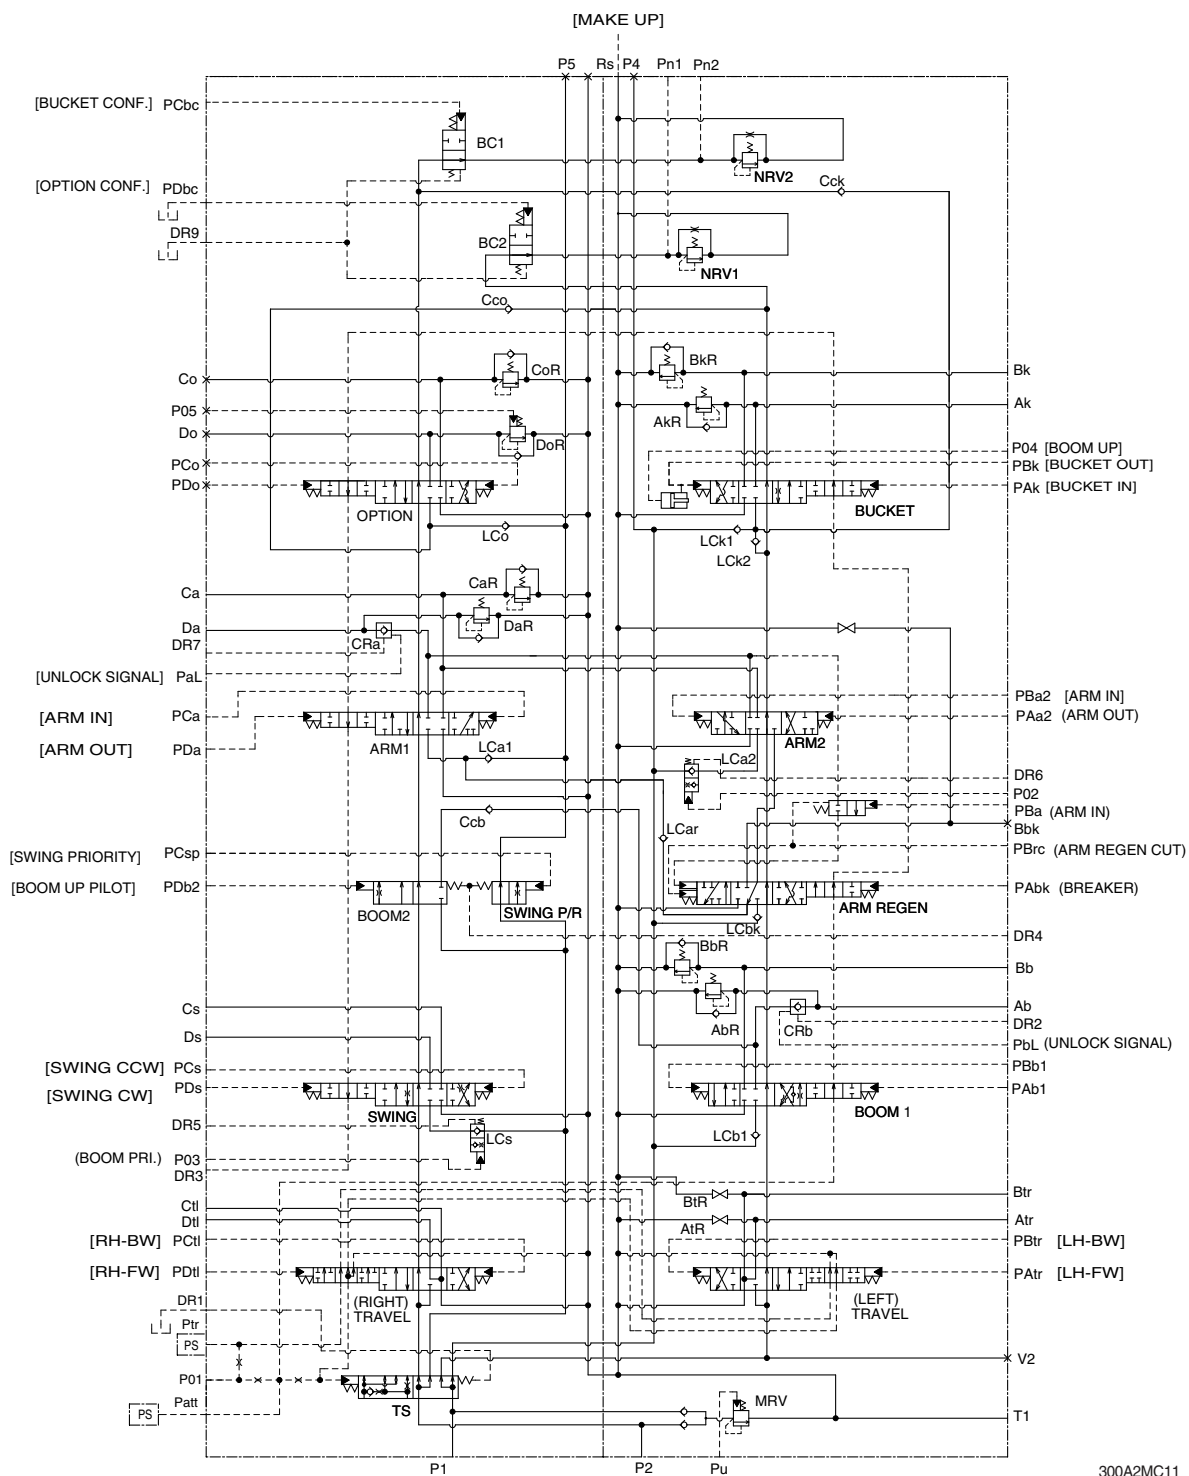 [MAKE UP]
P5 Rs P4 Pn1 Pn2
[BUCKET CONF.] PCbc
BC1
NRV2
Cck
[OPTION CONF.] PDbc
DR9
BC2
NRV1
Cco
CoR
BkR
Co
Bk
P05
Ak
Do
DoR
AkR
P04 [BOOM UP]
PCo
PBk [BUCKET OUT]
PDo
PAk [BUCKET IN]
OPTION
BUCKET
LCo
LCk1
LCk2
CaR
Ca
Da
DaR
DR7
CRa
[UNLOCK SIGNAL] PaL
PBa2 [ARM IN]
[ARM IN] PCa
PAa2 (ARM OUT)
[ARM OUT] PDa
ARM1
ARM2
LCa1
LCa2
DR6
P02
Ccb
PBa (ARM IN)
LCar
Bbk
[SWING PRIORITY] PCsp
PBrc (ARM REGEN CUT)
[BOOM UP PILOT] PDb2
PAbk (BREAKER)
BOOM2
SWING P/R
ARM REGEN
LCbk
DR4
BbR
Bb
Cs
Ab
AbR
CRb
DR2
Ds
PbL (UNLOCK SIGNAL)
[SWING CCW] PCs
PBb1
[SWING CW] PDs
PAb1
SWING
BOOM 1
DR5
LCs
LCb1
(BOOM PRI.) P03
DR3
Ctl
BtR
Btr
Dtl
AtR
Atr
[RH-BW] PCtl
PBtr [LH-BW]
[RH-FW] PDtl
PAtr [LH-FW]
(RIGHT)
TRAVEL
(LEFT)
TRAVEL
DR1
Ptr
PS
V2
P01
Patt
PS
TS
MRV
T1
P1 P2 Pu
300A2MC11